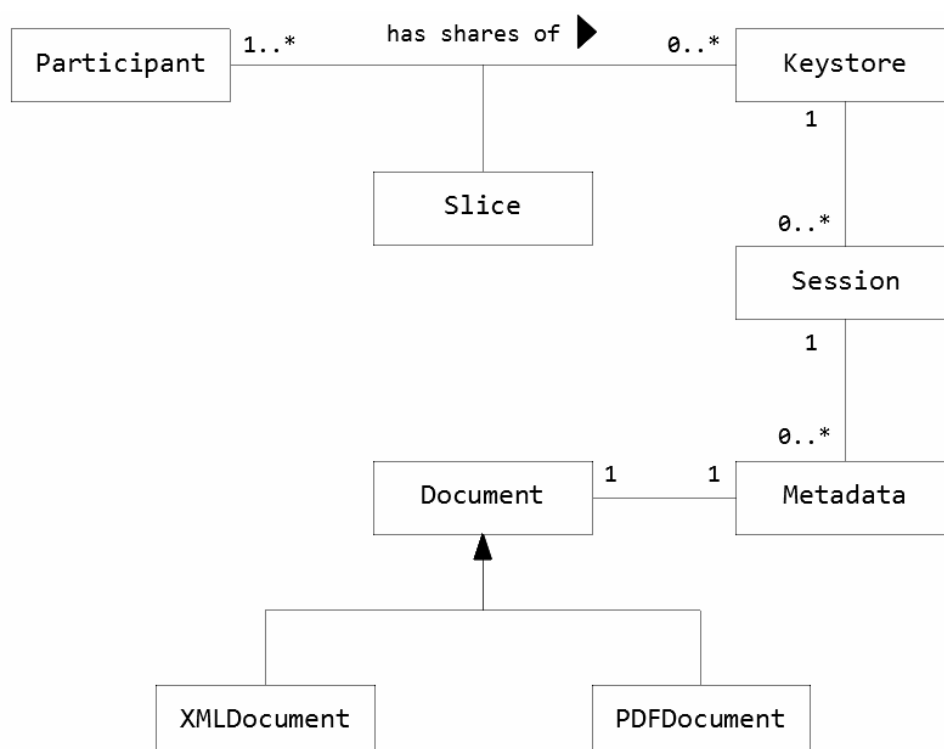 1..* has shares of 0..*
Participant Keystore
1
Slice
0..*
Session
1
0..*
Document 1 1 Metadata
XMLDocument PDFDocument